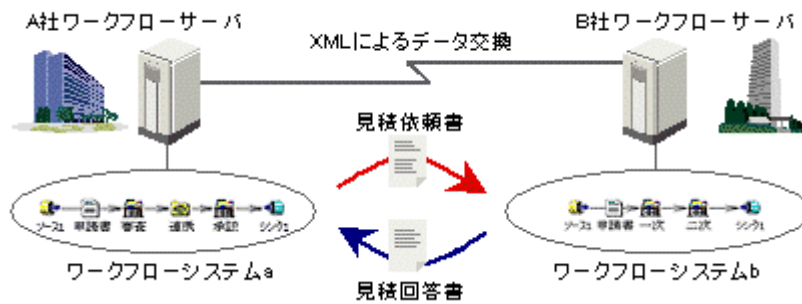 A社ワークフローサーバ
B社ワークフローサーバ
XMLによるデータ交換
見積依頼書
ソース1 申請書 審査 連携 承認 シンク1
ソース1 申請書 一次 二次 シンク1
ワークフローシステムa
ワークフローシステムb
見積回答書